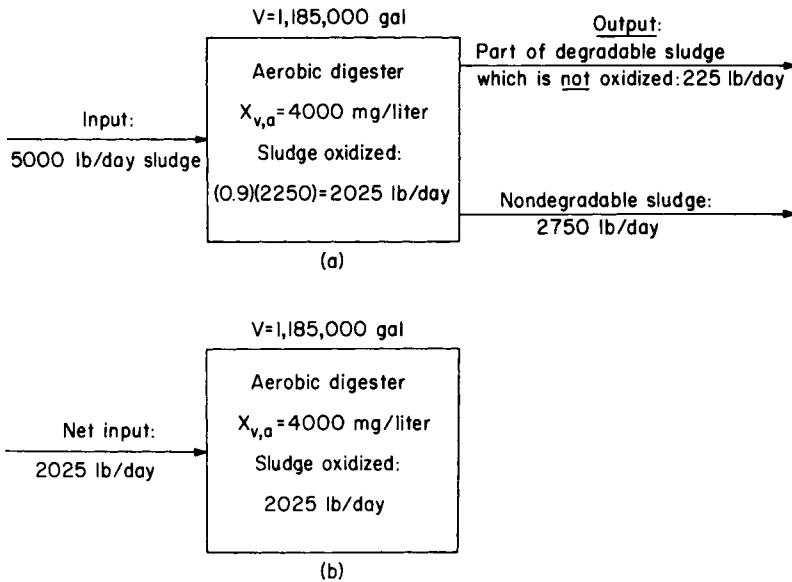 V=1,185,000 gal
Output:
Part of degradable sludge
which is not oxidized: 225 lb/day
Aerobic digester
X_v,a = 4000 mg/liter
Input:
5000 lb/day sludge
Sludge oxidized:
(0.9)(2250)=2025 lb/day
Nondegradable sludge:
2750 lb/day
(a)
V=1,185,000 gal
Aerobic digester
X_v,a = 4000 mg/liter
Net input:
2025 lb/day
Sludge oxidized:
2025 lb/day
(b)